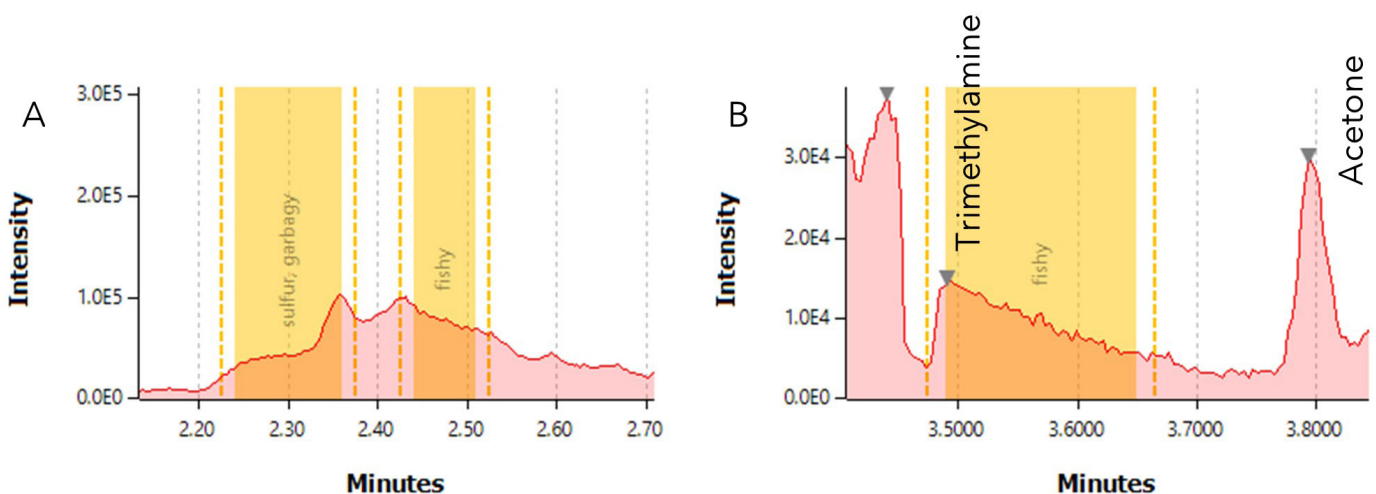 A
3.0E5
2.0E5
1.0E5
0.0E0
Intensity
sulfur, garbagy
fishy
2.20
2.30
2.40
2.50
2.60
2.70
Minutes
B
3.0E4
2.0E4
1.0E4
0.0E0
Intensity
Trimethylamine
fishy
Acetone
3.5000
3.6000
3.7000
3.8000
Minutes